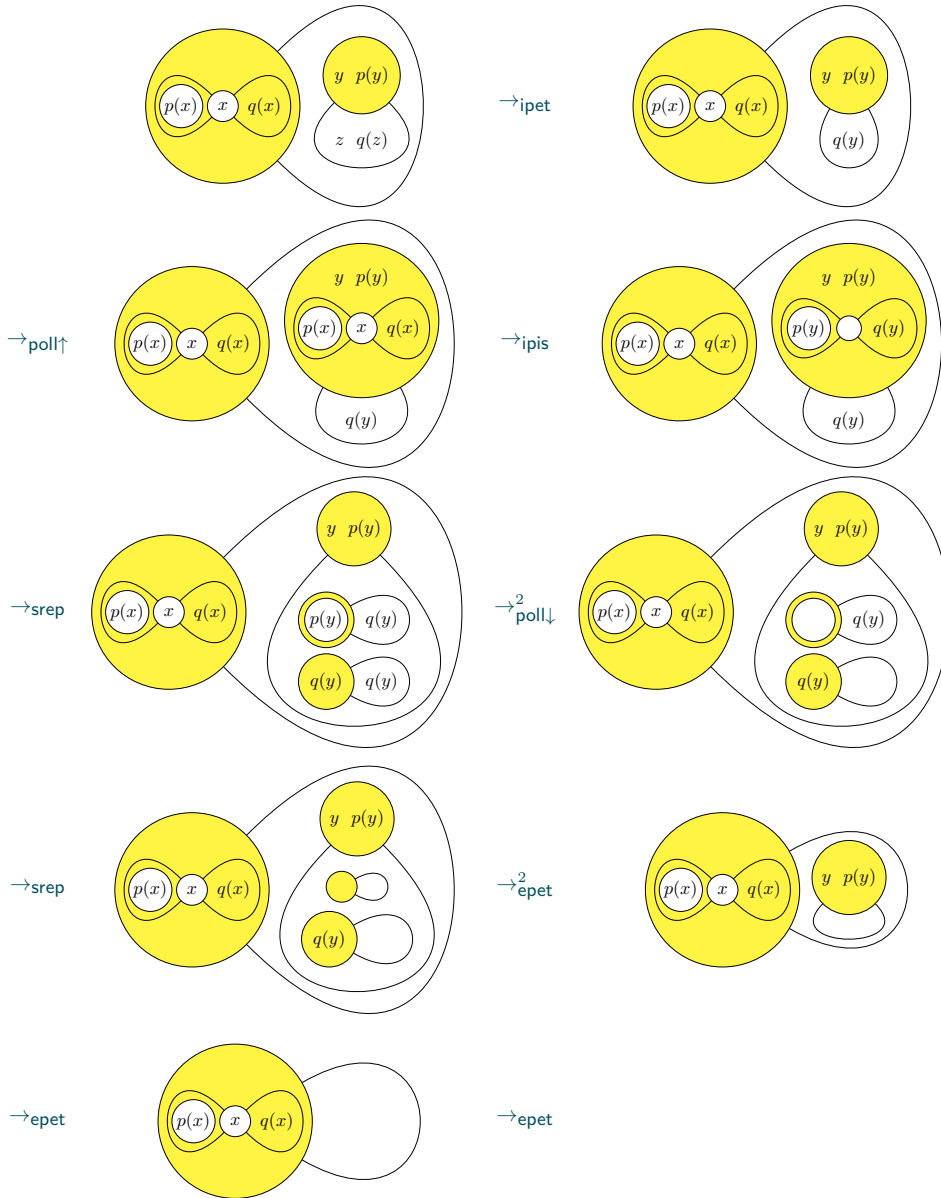 p(x) x q(x) y p(y) z q(z) →ipet p(x) x q(x) y p(y) q(y)
→poll↑ p(x) x q(x) y p(y) p(x) x q(x) q(y) →ipis p(x) x q(x) y p(y) p(y) q(y) q(y)
→srep p(x) x q(x) y p(y) p(y) q(y) q(y) q(y) →²poll↓ p(x) x q(x) y p(y) q(y) q(y)
→srep p(x) x q(x) y p(y) q(y) →²epet p(x) x q(x) y p(y)
→epet p(x) x q(x) →epet